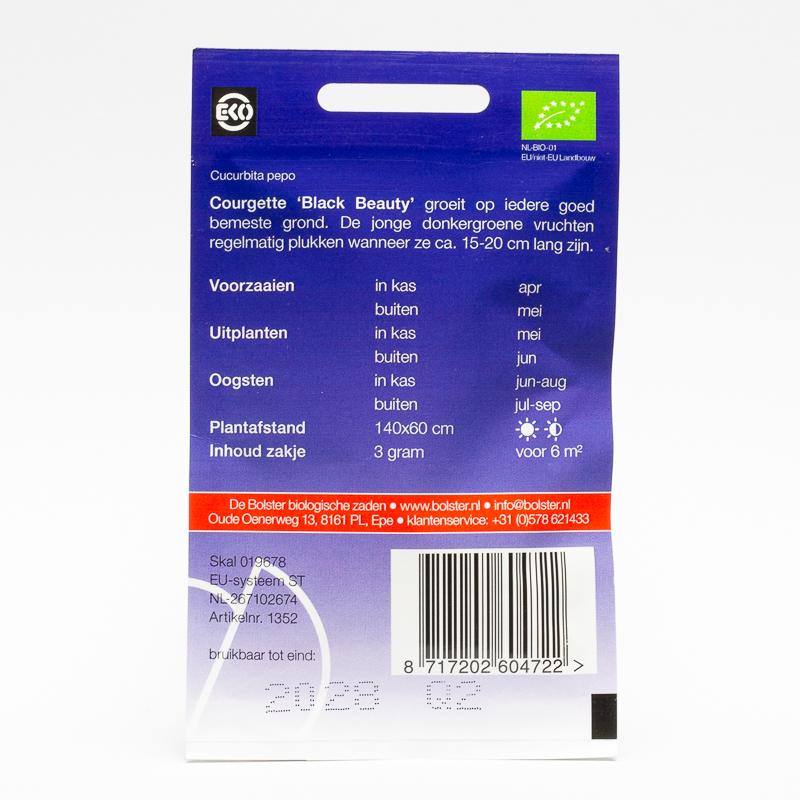 EKO
NL-BIO-01
EU/niet-EU Landbouw
Cucurbita pepo
Courgette ‘Black Beauty’ groeit op iedere goed
bemeste grond. De jonge donkergroene vruchten
regelmatig plukken wanneer ze ca. 15-20 cm lang zijn.
Voorzaaien in kas apr
buiten mei
Uitplanten in kas mei
buiten jun
Oogsten in kas jun-aug
buiten jul-sep
Plantafstand 140x60 cm
Inhoud zakje 3 gram voor 6 m²
De Bolster biologische zaden ● www.bolster.nl ● info@bolster.nl
Oude Oenerweg 13, 8161 PL, Epe ● klantenservice: +31 (0)578 621433
Skal 019678
EU-systeem ST
NL-267102674
Artikelnr. 1352
bruikbaar tot eind:
2028 Q2
8 717202 604722 >